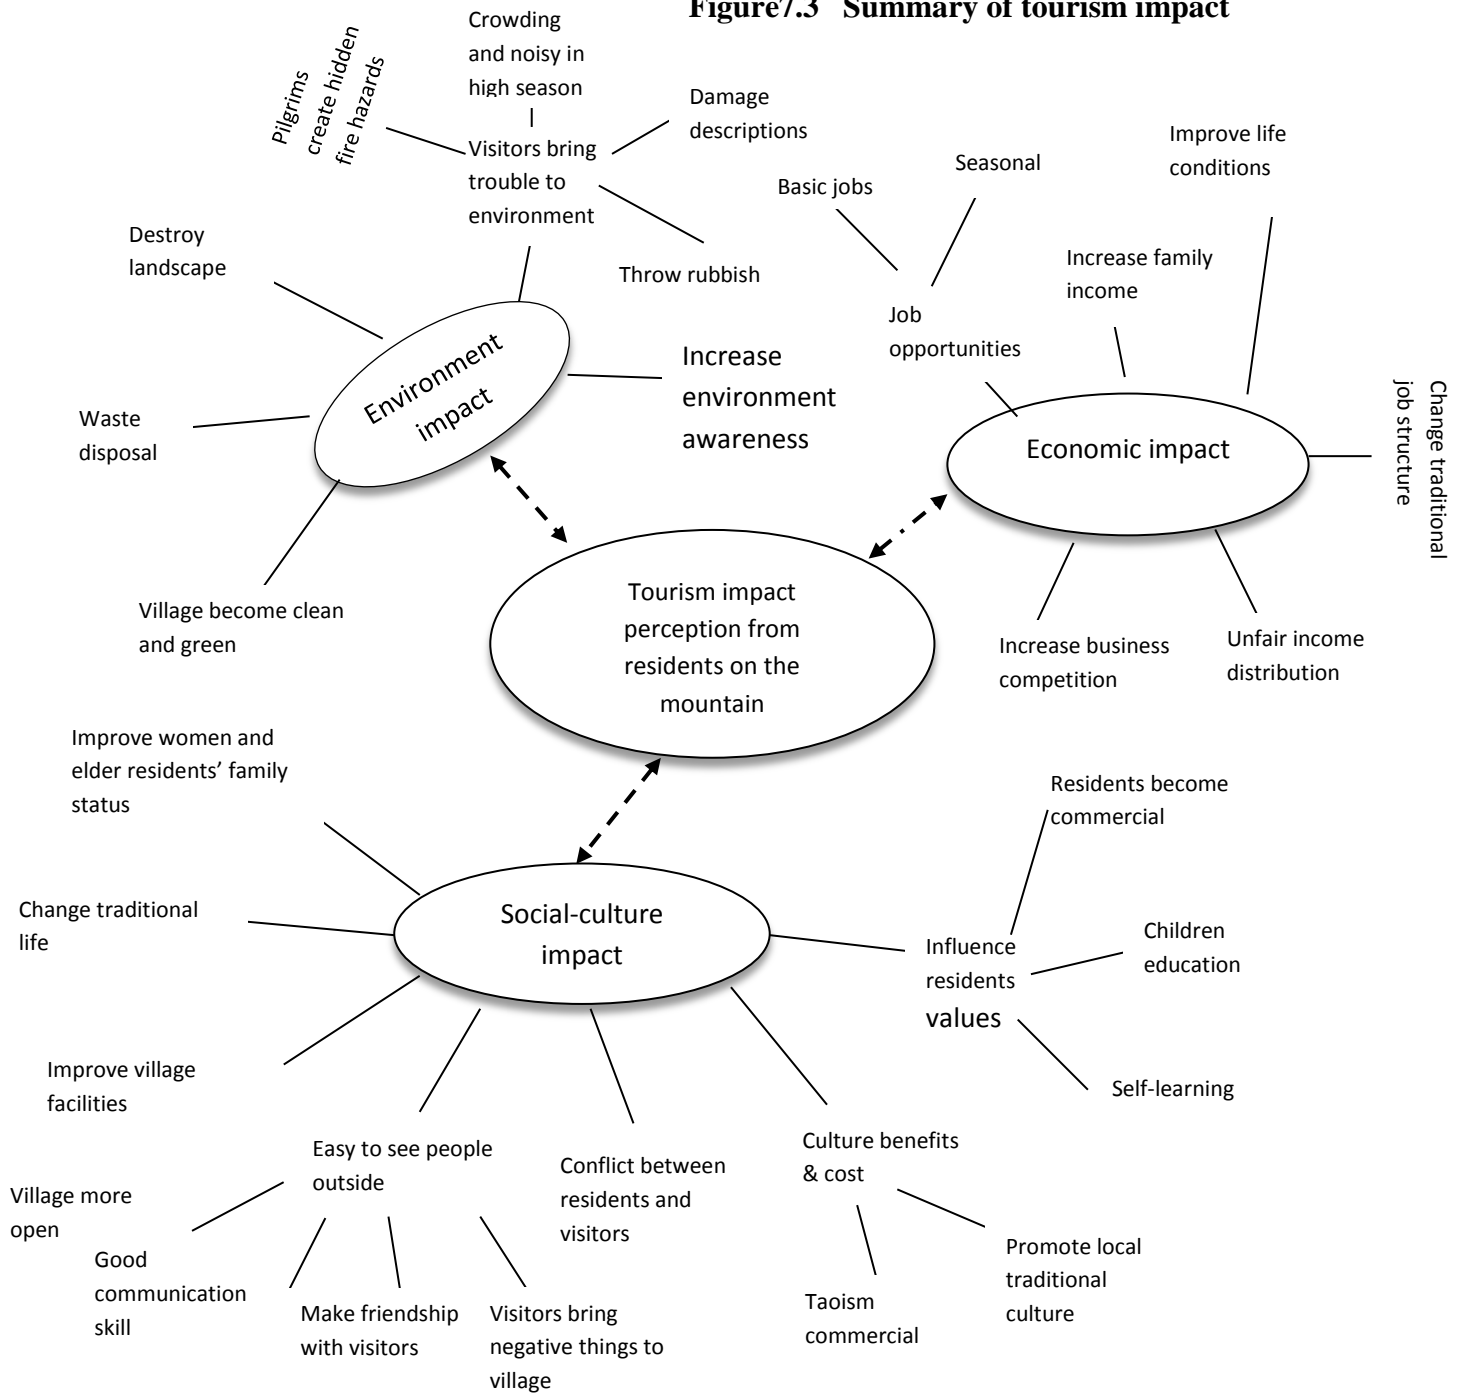 Figure7.3 Summary of tourism impact
Crowding
and noisy in
high season
Pilgrims
create hidden
fire hazards
Damage
descriptions
Visitors bring
trouble to
environment
Throw rubbish
Destroy
landscape
Environment
impact
Increase
environment
awareness
Waste
disposal
Village become clean
and green
Basic jobs
Seasonal
Job
opportunities
Increase family
income
Improve life
conditions
Economic impact
Change traditional
job structure
Increase business
competition
Unfair income
distribution
Tourism impact
perception from
residents on the
mountain
Improve women and
elder residents’ family
status
Change traditional
life
Social-culture
impact
Improve village
facilities
Residents become
commercial
Influence
residents
values
Children
education
Self-learning
Easy to see people
outside
Village more
open
Good
communication
skill
Make friendship
with visitors
Visitors bring
negative things to
village
Conflict between
residents and
visitors
Culture benefits
& cost
Taoism
commercial
Promote local
traditional
culture